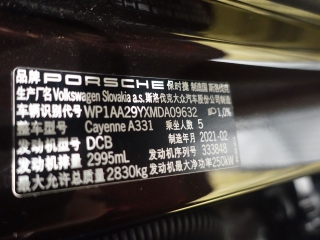 品牌 PORSCHE 保时捷 制造国 斯洛伐克
生产厂名 Volkswagen Slovakia a.s. 斯洛伐克大众汽车股份公司制造
车辆识别代号 WP1AA29YXMDA09632 1,0%
整车型号 Cayenne A331 乘坐人数 5
发动机型号 DCB 制造年月 2021-02
发动机排量 2995mL 发动机序列号 333848
最大允许总质量 2830kg 发动机最大净功率 250kW